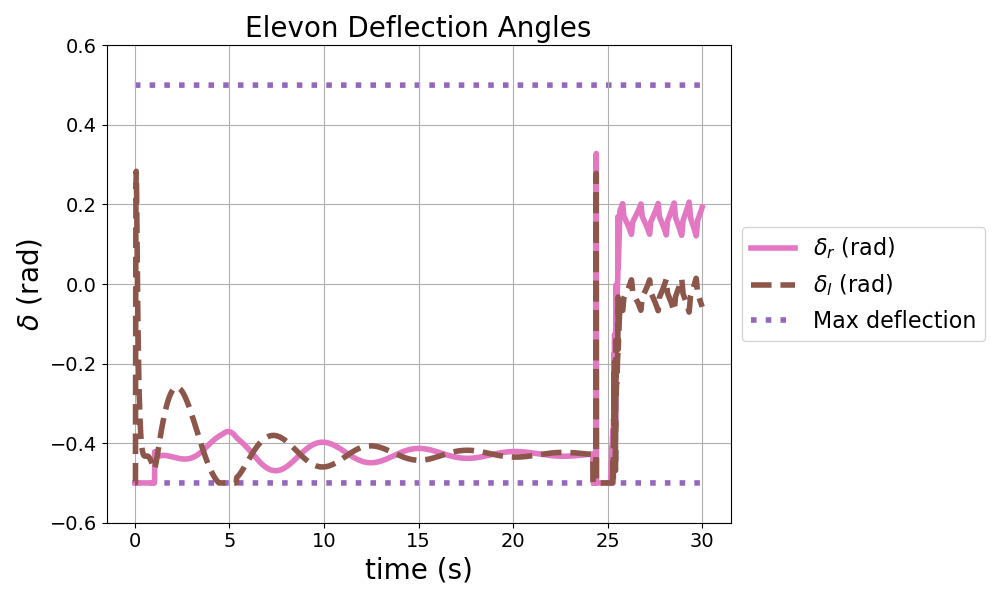 Elevon Deflection Angles
0.6
0.4
0.2
0.0
−0.2
−0.4
−0.6
δ (rad)
0 5 10 15 20 25 30
time (s)
δr (rad)
δl (rad)
Max deflection